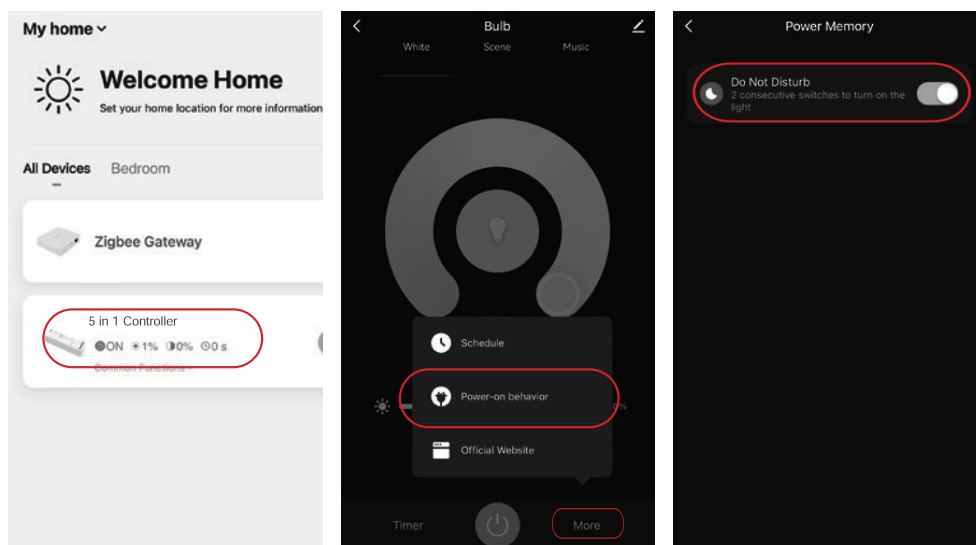 My home
Welcome Home
Set your home location for more information
All Devices Bedroom
Zigbee Gateway
5 in 1 Controller
ON 1% 0% 0 s
Common Functions
Bulb
White Scene Music
Schedule
Power-on behavior
0%
Official Website
Timer More
Power Memory
Do Not Disturb
2 consecutive switches to turn on the
light